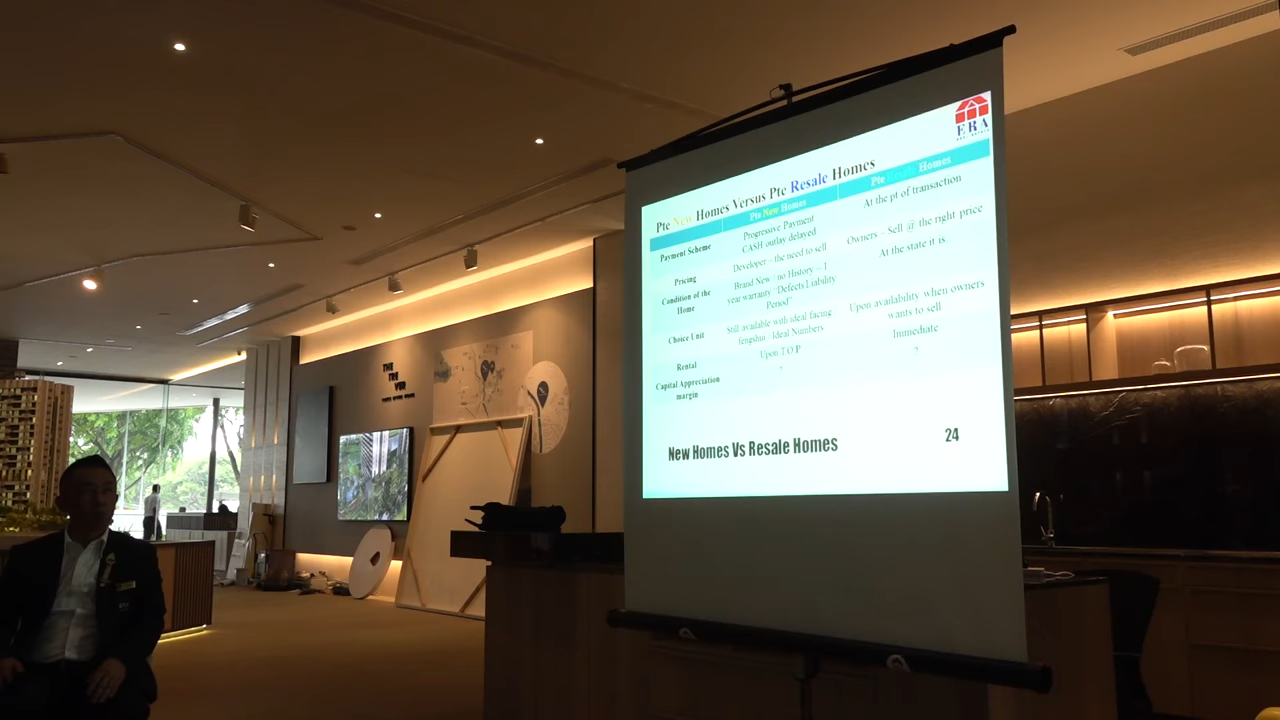 ERA
Pte New Homes Versus Pte Resale Homes
Pte New Homes
Pte Resale Homes
Payment Scheme
Progressive Payment
CASH outlay delayed
At the pt of transaction
Pricing
Developer – the need to sell
Owners – Sell @ the right price
Condition of the
Home
Brand New / no History – 1
year warranty "Defects Liability
Period"
At the state it is.
Choice Unit
Still available with ideal facing
fengshui / Ideal Numbers
Upon availability when owners
wants to sell
Rental
Upon T.O.P
Immediate
Capital Appreciation
margin
?
New Homes Vs Resale Homes
24
THE
TRE
VER